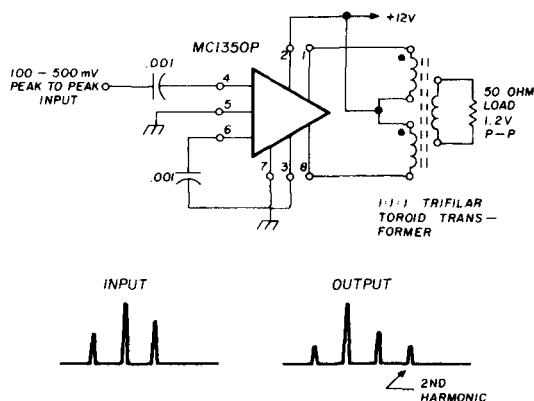 +12V
MC1350P
2
1
.001
100 – 500 mV
PEAK TO PEAK
INPUT
4
5
6
50 OHM
LOAD
1.2V
P–P
.001
7
3
8
1:1:1 TRIFILAR
TOROID TRANS–
FORMER
INPUT
OUTPUT
2ND
HARMONIC